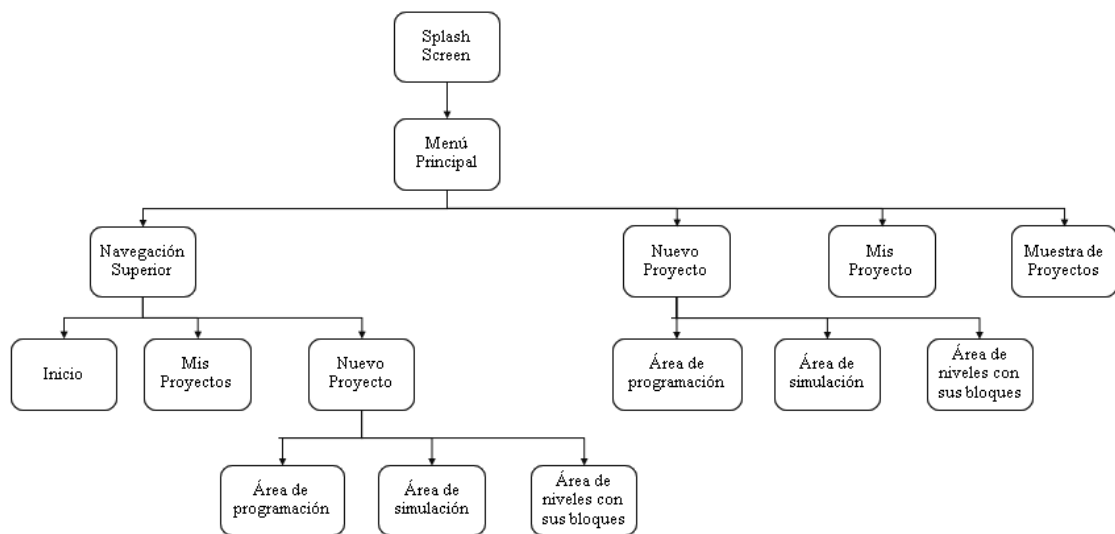 Splash
Screen
Menú
Principal
Navegación
Superior
Nuevo
Proyecto
Mis
Proyecto
Muestra de
Proyectos
Inicio
Mis
Proyectos
Nuevo
Proyecto
Área de
programación
Área de
simulación
Área de
niveles con
sus bloques
Área de
programación
Área de
simulación
Área de
niveles con
sus bloques